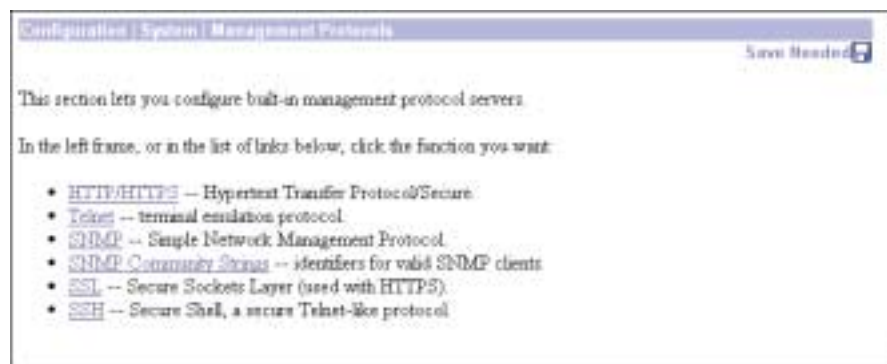 Configuration | System | Management Protocols
Save Needed
This section lets you configure built-in management protocol servers.
In the left frame, or in the list of links below, click the function you want:
• HTTP/HTTPS -- Hypertext Transfer Protocol/Secure.
• Telnet -- terminal emulation protocol.
• SNMP -- Simple Network Management Protocol.
• SNMP Community Strings -- identifiers for valid SNMP clients.
• SSL -- Secure Sockets Layer (used with HTTPS).
• SSH -- Secure Shell, a secure Telnet-like protocol.